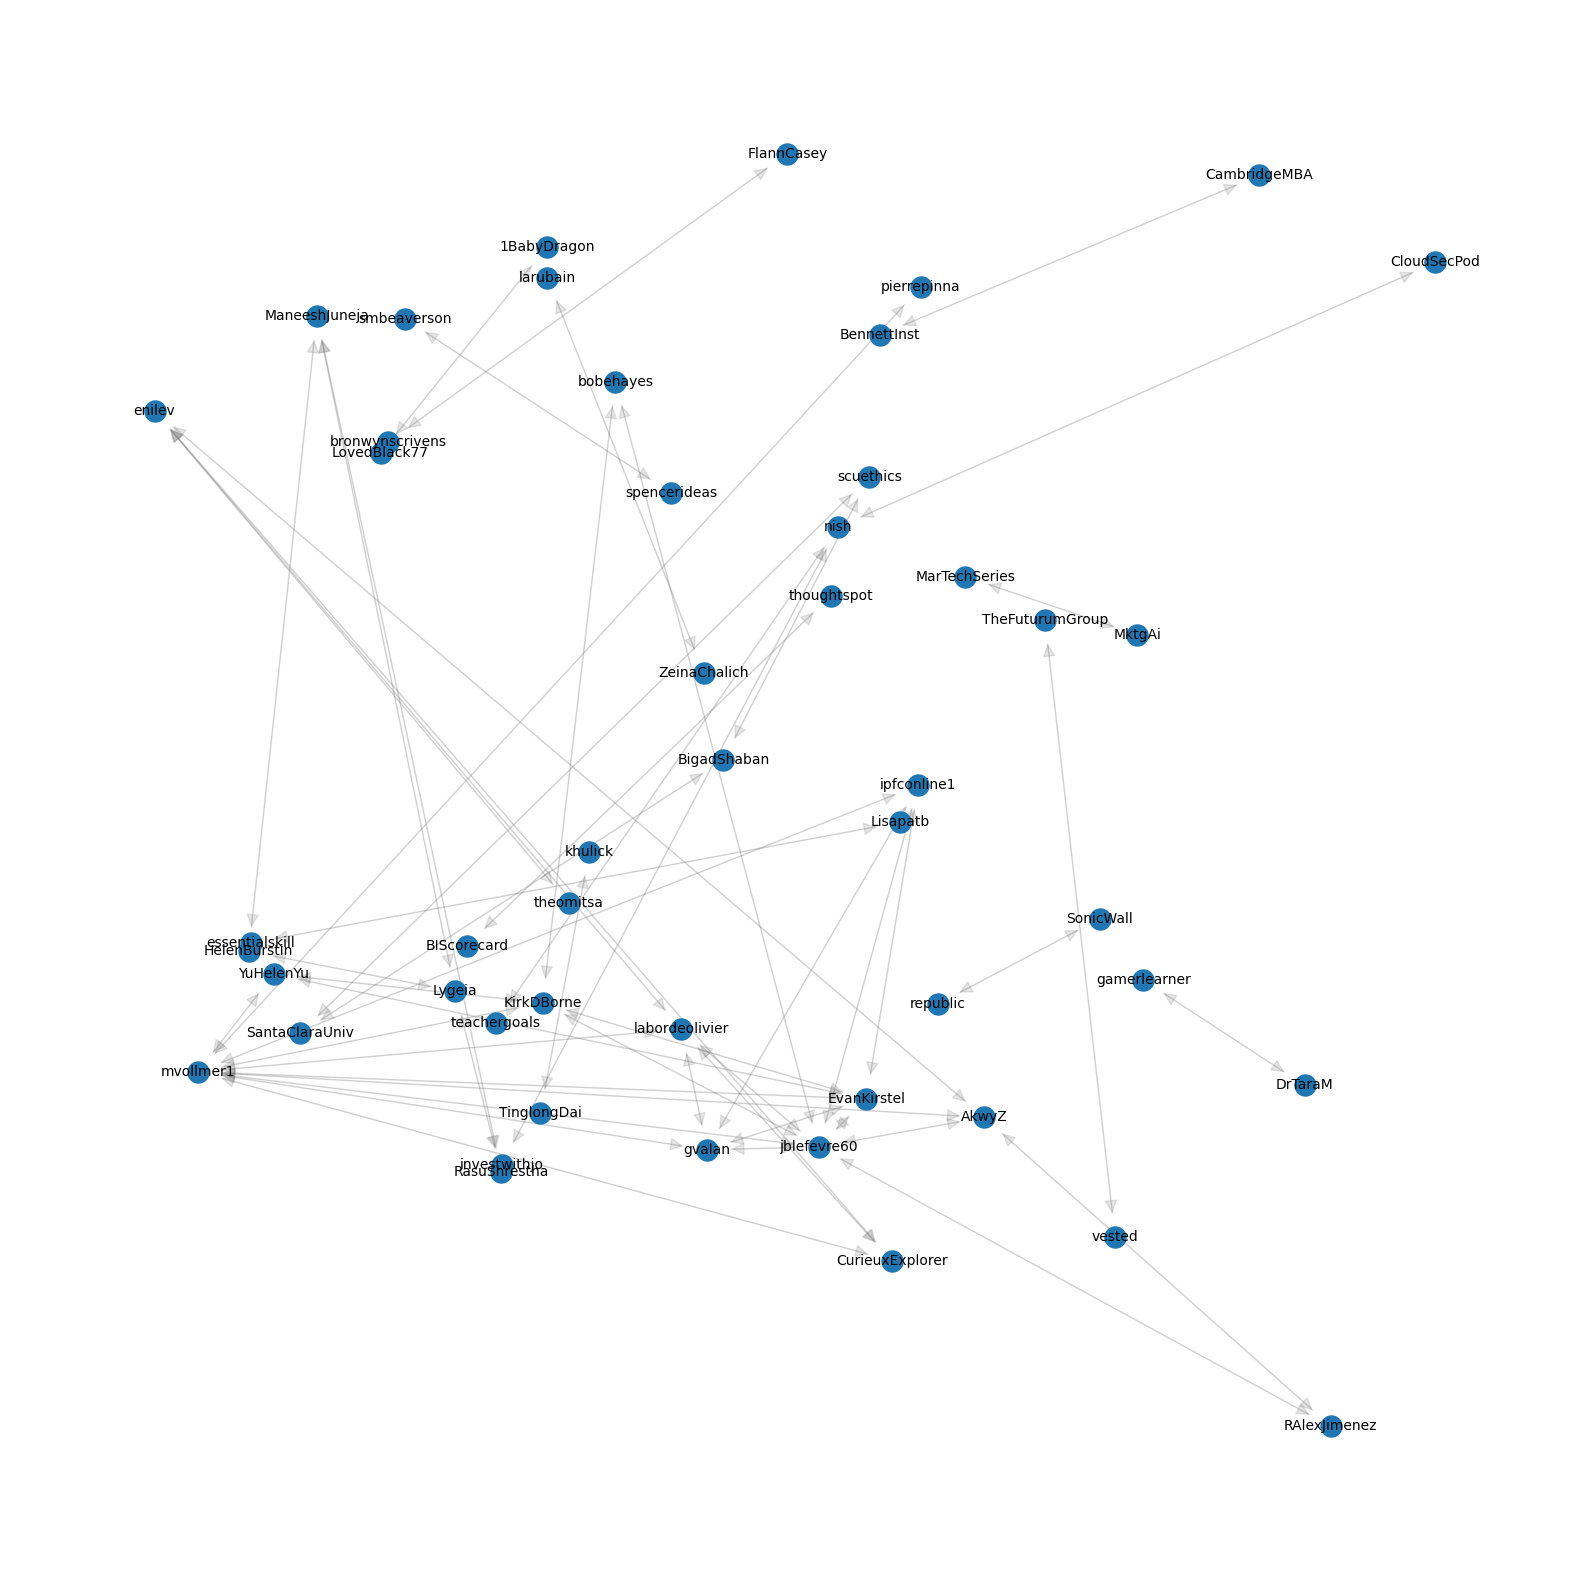 FlannCasey
CambridgeMBA
1BabyDragon
CloudSecPod
larubain
pierrepinna
ManeeshJuneja
smbeaverson
BennettInst
bobehayes
enilev
bronwynscrivens
LovedBlack77
scuethics
spencerideas
nish
MarTechSeries
thoughtspot
TheFuturumGroup
MktgAi
ZeinaChalich
BigadShaban
ipfconline1
Lisapatb
khulick
theomitsa
SonicWall
essentialskill
BIScorecard
HelenBurstin
YuHelenYu
gamerlearner
Lygeia
KirkDBorne
republic
teachergoals
labordeolivier
SantaClaraUniv
mvollmer1
DrTaraM
EvanKirstel
TinglongDai
AkwyZ
jblefevre60
gvalan
investwithio
RasuShrestha
vested
CurieuxExplorer
RAlexJimenez